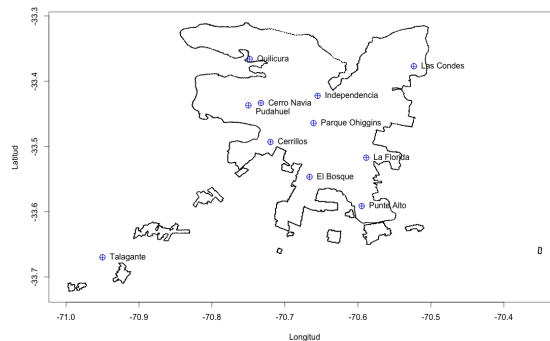 -33.3
-33.4
-33.5
-33.6
-33.7
Latitud
Quilicura
Las Condes
Independencia
Cerro Navia
Pudahuel
Parque Ohiggins
Cerrillos
La Florida
El Bosque
Punte Alto
Talagante
-71.0 -70.9 -70.8 -70.7 -70.6 -70.5 -70.4
Longitud